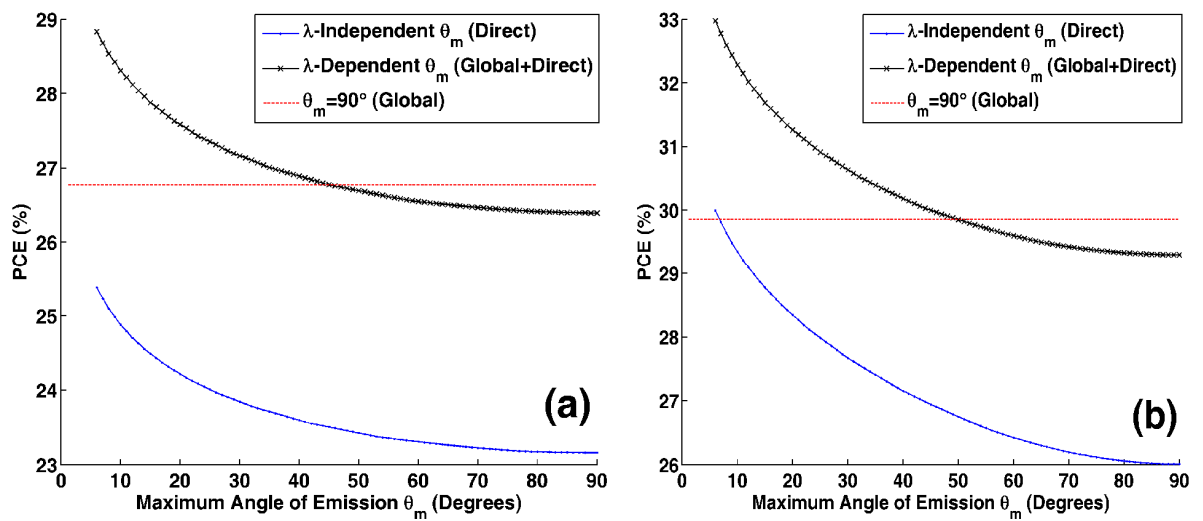 29
28
27
26
25
24
23
PCE (%)
λ-Independent θm (Direct)
λ-Dependent θm (Global+Direct)
θm=90° (Global)
(a)
0 10 20 30 40 50 60 70 80 90
Maximum Angle of Emission θm (Degrees)
33
32
31
30
29
28
27
26
PCE (%)
λ-Independent θm (Direct)
λ-Dependent θm (Global+Direct)
θm=90° (Global)
(b)
0 10 20 30 40 50 60 70 80 90
Maximum Angle of Emission θm (Degrees)